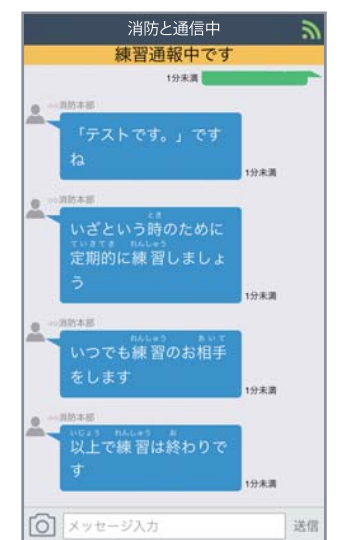 消防と通信中
練習通報中です
1分未満
○○消防本部
「テストです。」です
ね
1分未満
○○消防本部
とき
いざという時のために
ていきてき れんしゅう
定期的に練習しましょ
う
1分未満
○○消防本部
れんしゅう あいて
いつでも練習のお相手
をします
1分未満
○○消防本部
いじょう れんしゅう お
以上で練習は終わりで
す
1分未満
メッセージ入力
送信